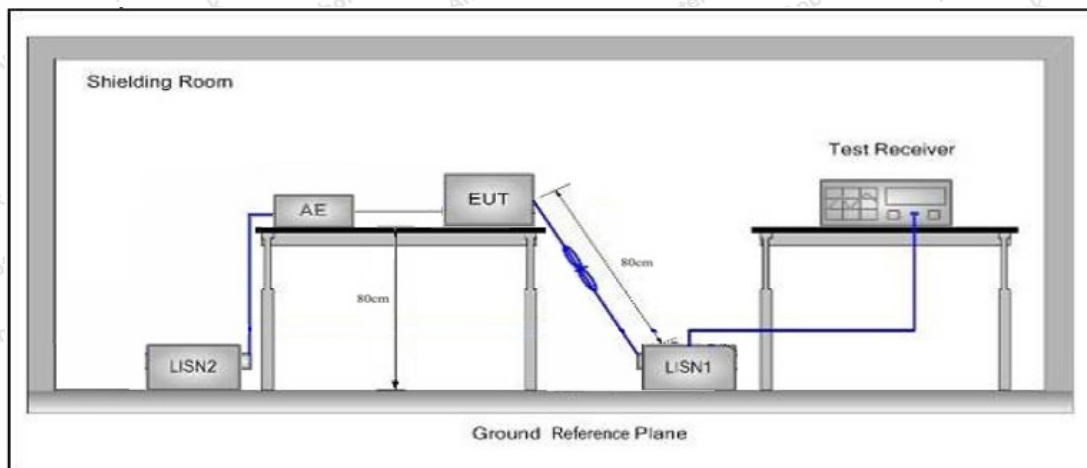 Shielding Room
Test Receiver
AE
EUT
80cm
80cm
LISN2
LISN1
Ground Reference Plane